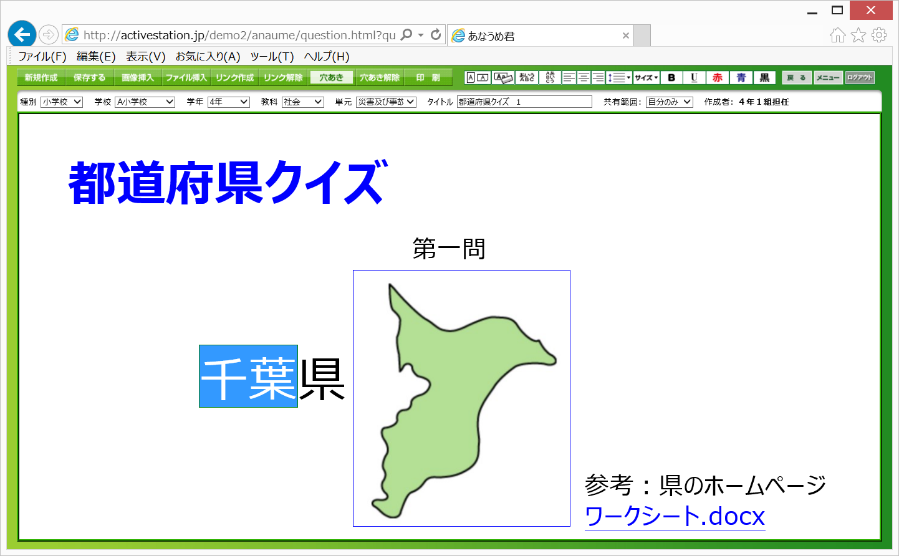 http://activestation.jp/demo2/anaume/question.html?qu
あなうめ君
ファイル(F) 編集(E) 表示(V) お気に入り(A) ツール(T) ヘルプ(H)
新規作成 保存する 画像挿入 ファイル挿入 リンク作成 リンク解除 穴あき 穴あき解除 印 刷 サイズ B U 赤 青 黒 戻 る メニュー ログアウト
種別 小学校 学校 A小学校 学年 4年 教科 社会 単元 災害及び事故 タイトル 都道府県クイズ 1 共有範囲: 自分のみ 作成者: 4年1組担任
都道府県クイズ
第一問
千葉県
参考:県のホームページ
ワークシート.docx